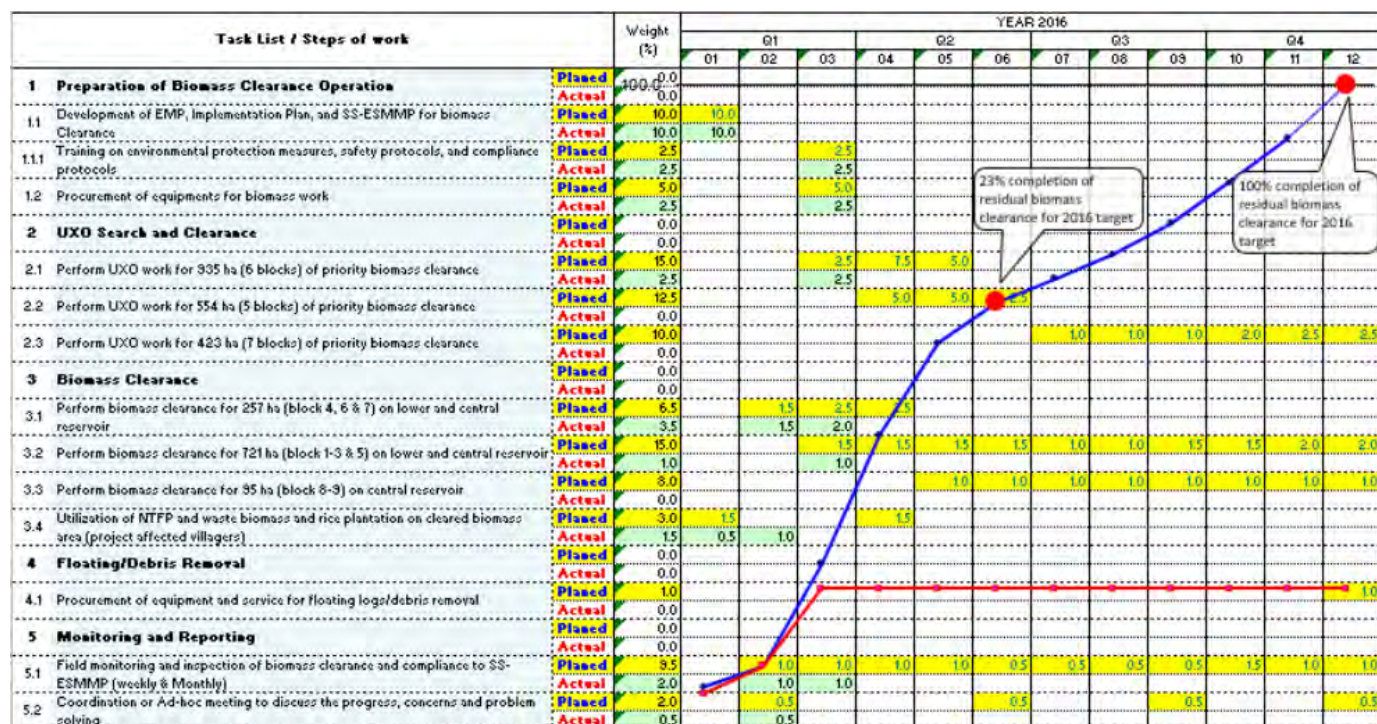 Task List / Steps of work Weight (%) YEAR 2016
Q1 Q2 Q3 Q4
01 02 03 04 05 06 07 08 09 10 11 12
1 Preparation of Biomass Clearance Operation Planed 0.0
100.0
Actual 0.0
1.1 Development of EMP, Implementation Plan, and SS-ESMMP for biomass Planed 10.0 10.0
Clearance Actual 10.0 10.0
1.1.1 Training on environmental protection measures, safety protocols, and compliance Planed 2.5 2.5
protocols Actual 2.5 2.5
1.2 Procurement of equipments for biomass work Planed 5.0 5.0
Actual 2.5 2.5
23% completion of
residual biomass
clearance for 2016 target
100% completion of
residual biomass
clearance for 2016
target
2 UXO Search and Clearance Planed 0.0
Actual 0.0
2.1 Perform UXO work for 935 ha (6 blocks) of priority biomass clearance Planed 15.0 2.5 7.5 5.0
Actual 2.5 2.5
2.2 Perform UXO work for 554 ha (5 blocks) of priority biomass clearance Planed 12.5 5.0 5.0 2.5
Actual 0.0
2.3 Perform UXO work for 423 ha (7 blocks) of priority biomass clearance Planed 10.0 1.0 1.0 1.0 2.0 2.5 2.5
Actual 0.0
3 Biomass Clearance Planed 0.0
Actual 0.0
3.1 Perform biomass clearance for 257 ha (block 4, 6 & 7) on lower and central Planed 6.5 1.5 2.5 2.5
reservoir Actual 3.5 1.5 2.0
3.2 Perform biomass clearance for 721 ha (block 1-3 & 5) on lower and central reservoir Planed 15.0 1.5 1.5 1.5 1.5 1.0 1.0 1.5 1.5 2.0 2.0
Actual 1.0 1.0
3.3 Perform biomass clearance for 95 ha (block 8-9) on central reservoir Planed 8.0 1.0 1.0 1.0 1.0 1.0 1.0 1.0 1.0
Actual 0.0
3.4 Utilization of NTFP and waste biomass and rice plantation on cleared biomass Planed 3.0 1.5 1.5
area (project affected villagers) Actual 1.5 0.5 1.0
4 Floating/Debris Removal Planed 0.0
Actual 0.0
4.1 Procurement of equipment and service for floating logs/debris removal Planed 1.0 1.0
Actual 0.0
5 Monitoring and Reporting Planed 0.0
Actual 0.0
5.1 Field monitoring and inspection of biomass clearance and compliance to SS- Planed 9.5 1.0 1.0 1.0 1.0 0.5 0.5 0.5 0.5 1.5 1.0 1.0
ESMMP (weekly & Monthly) Actual 2.0 1.0 1.0
5.2 Coordination or Ad-hoc meeting to discuss the progress, concerns and problem Planed 2.0 0.5 0.5 0.5 0.5
solving Actual 0.5 0.5